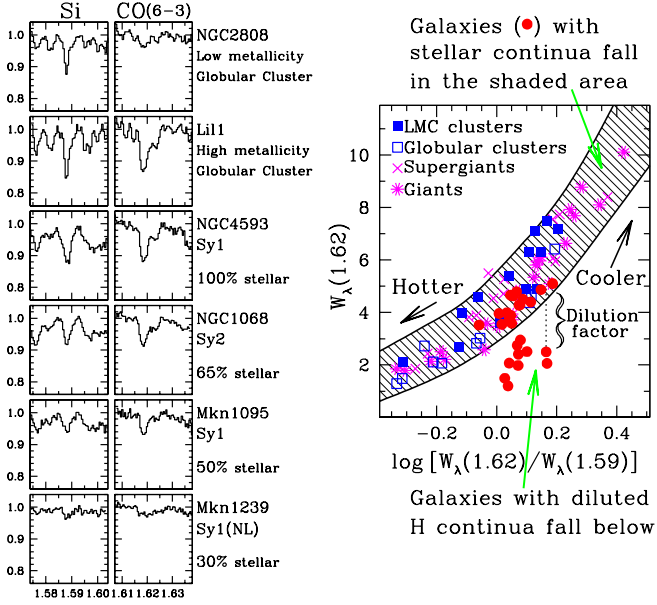 Si CO(6−3)
1.0
0.9
0.8
NGC2808
Low metallicity
Globular Cluster
1.0
0.9
0.8
Lil1
High metallicity
Globular Cluster
1.0
0.9
0.8
NGC4593
Sy1
100% stellar
1.0
0.9
0.8
NGC1068
Sy2
65% stellar
1.0
0.9
0.8
Mkn1095
Sy1
50% stellar
1.0
0.9
0.8
Mkn1239
Sy1(NL)
30% stellar
1.58 1.59 1.60 1.61 1.62 1.63
Galaxies (●) with
stellar continua fall
in the shaded area
LMC clusters
Globular clusters
Supergiants
Giants
Hotter
Cooler
Dilution
factor
10
8
6
4
2
Wλ(1.62)
−0.2 0.0 0.2 0.4
log [Wλ(1.62)/Wλ(1.59)]
Galaxies with diluted
H continua fall below